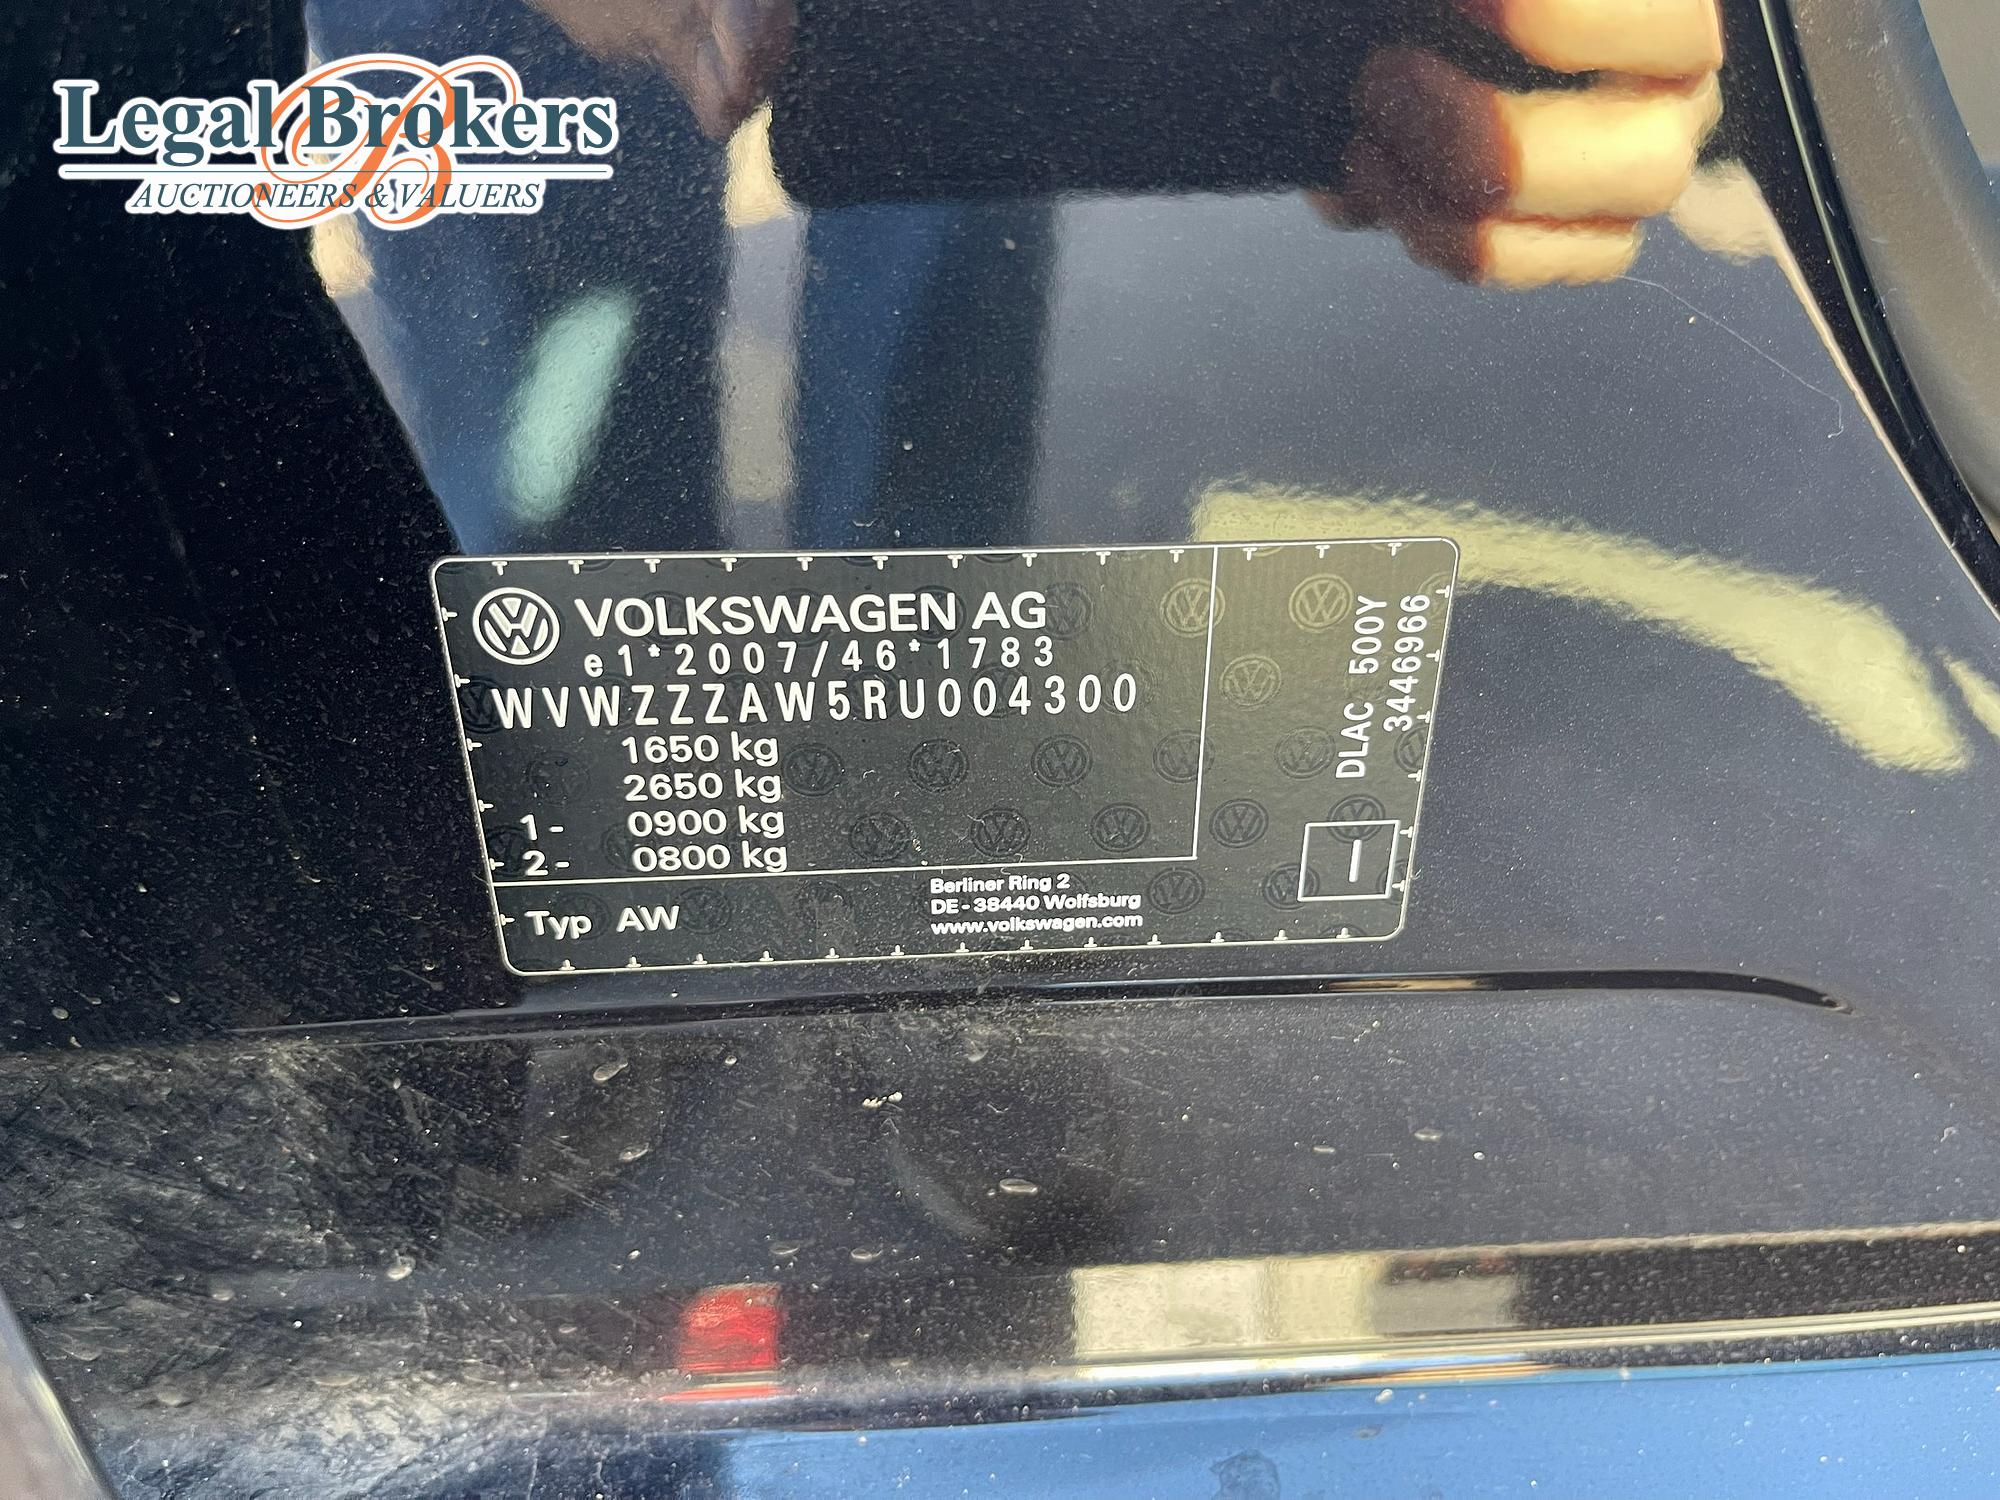 Legal Brokers
AUCTIONEERS & VALUERS
VOLKSWAGEN AG
e1*2007/46*1783
WVWZZZAW5RU004300
1650 kg
2650 kg
1- 0900 kg
2- 0800 kg
Typ AW
Berliner Ring 2
DE-38440 Wolfsburg
www.volkswagen.com
DLAC 500Y
3446966
I